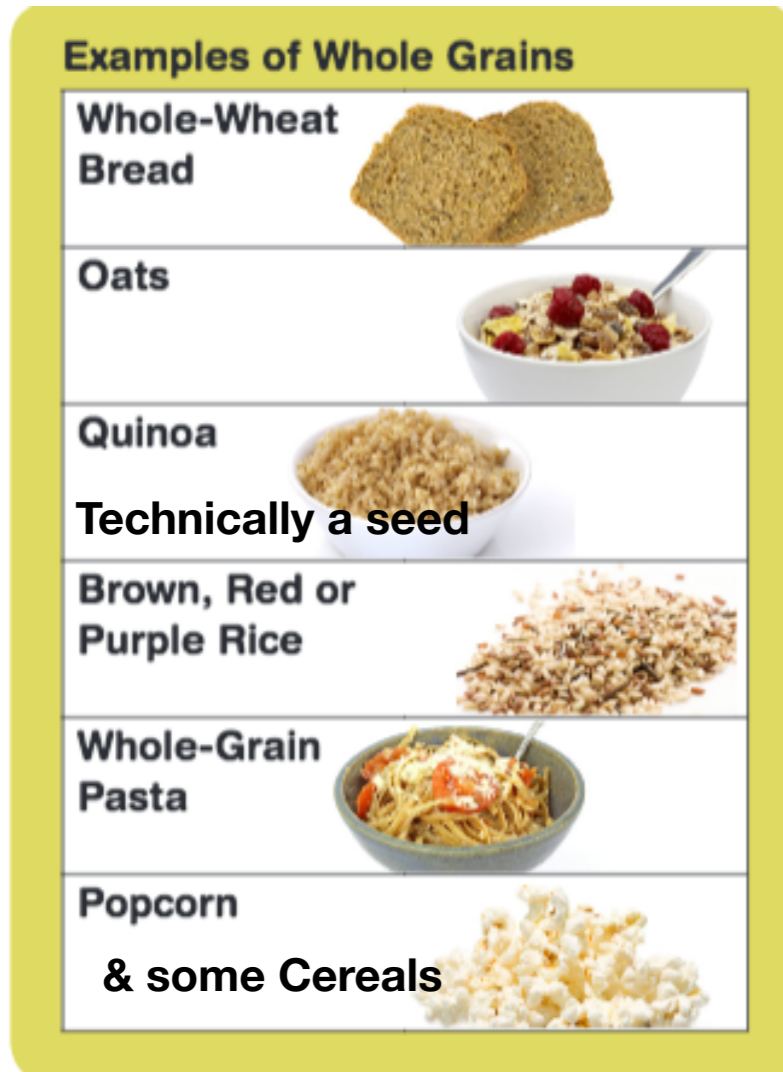 Examples of Whole Grains
Whole-Wheat
Bread
Oats
Quinoa
Technically a seed
Brown, Red or
Purple Rice
Whole-Grain
Pasta
Popcorn
& some Cereals